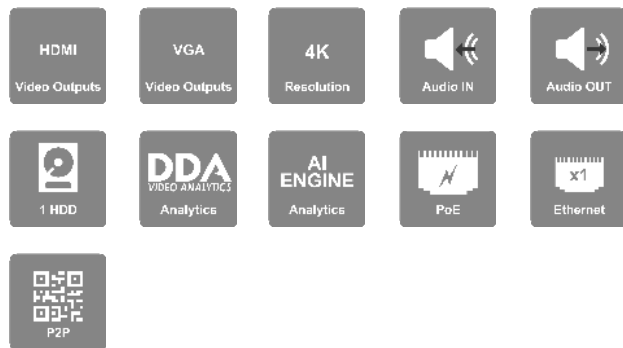 HDMI
Video Outputs
VGA
Video Outputs
4K
Resolution
Audio IN
Audio OUT
1 HDD
DDA
VIDEO ANALYTICS
Analytics
AI
ENGINE
Analytics
PoE
x1
Ethernet
P2P